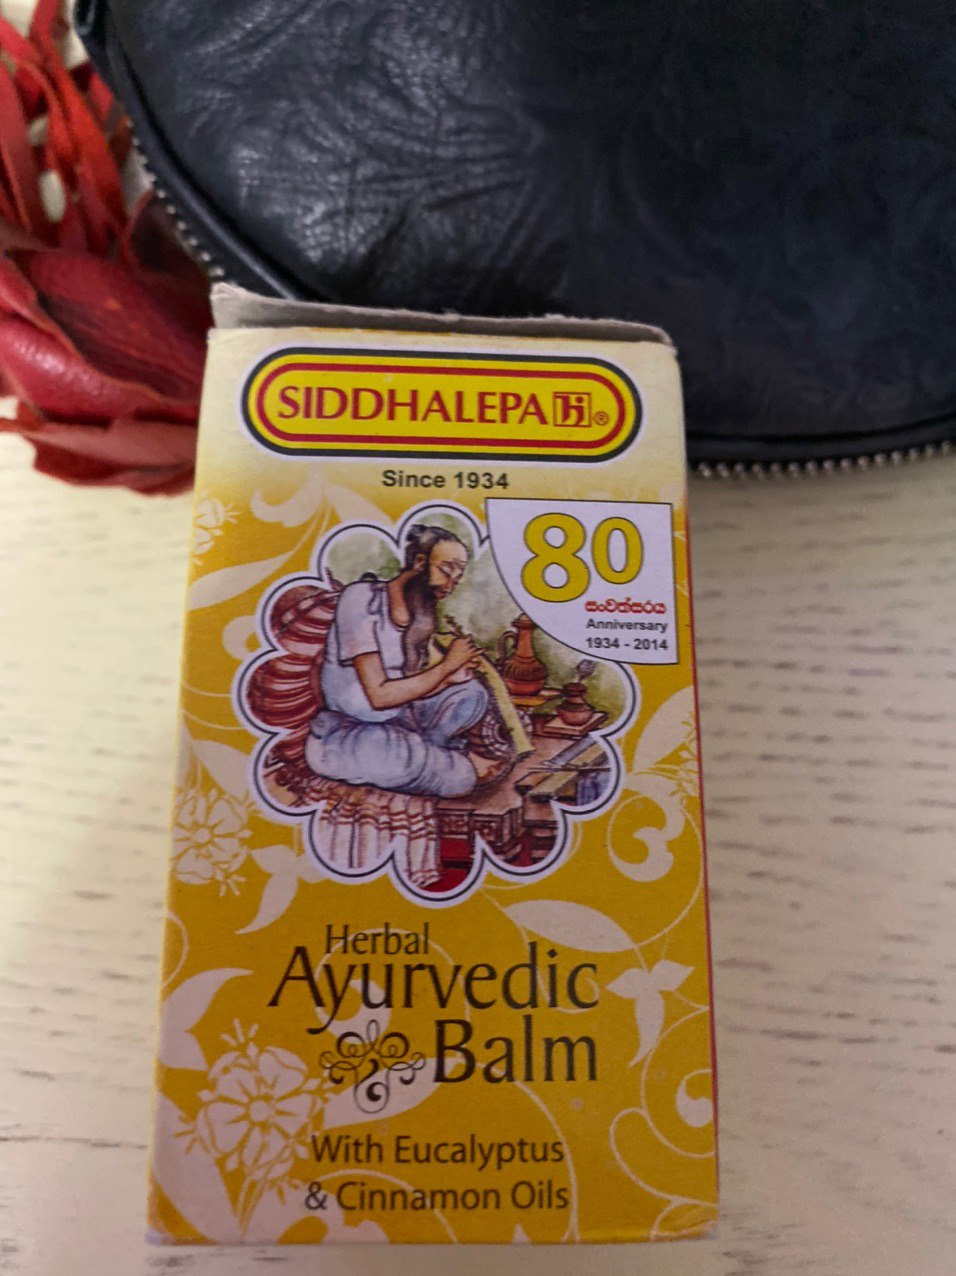 SIDDHALEPA ®
Since 1934
80
සංවත්සරය
Anniversary
1934 - 2014
Herbal
Ayurvedic
Balm
With Eucalyptus
& Cinnamon Oils